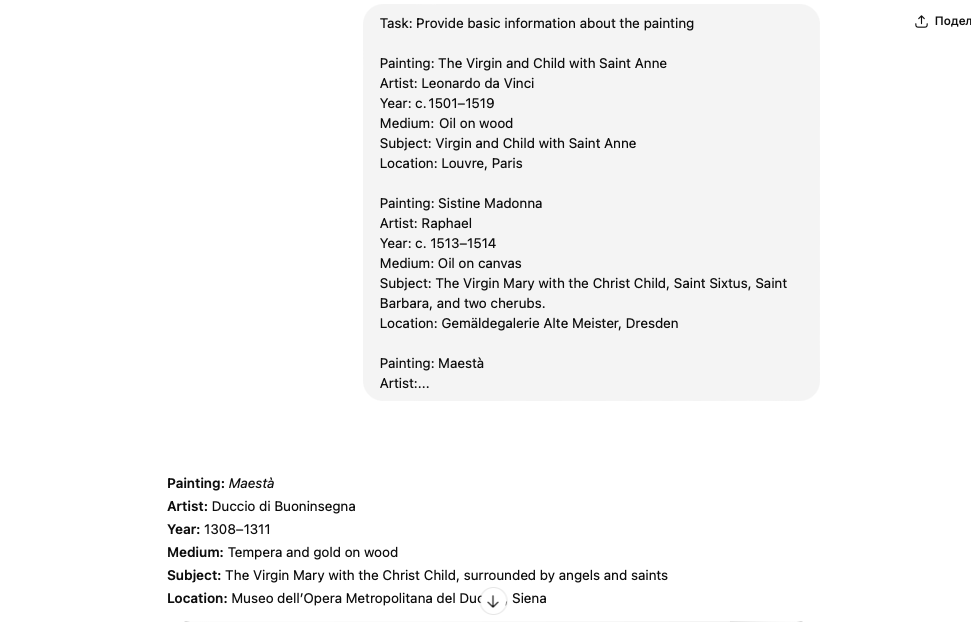 Task: Provide basic information about the painting
Подел
Painting: The Virgin and Child with Saint Anne
Artist: Leonardo da Vinci
Year: c. 1501–1519
Medium: Oil on wood
Subject: Virgin and Child with Saint Anne
Location: Louvre, Paris
Painting: Sistine Madonna
Artist: Raphael
Year: c. 1513–1514
Medium: Oil on canvas
Subject: The Virgin Mary with the Christ Child, Saint Sixtus, Saint
Barbara, and two cherubs.
Location: Gemäldegalerie Alte Meister, Dresden
Painting: Maestà
Artist:...
Painting: Maestà
Artist: Duccio di Buoninsegna
Year: 1308–1311
Medium: Tempera and gold on wood
Subject: The Virgin Mary with the Christ Child, surrounded by angels and saints
Location: Museo dell’Opera Metropolitana del Siena